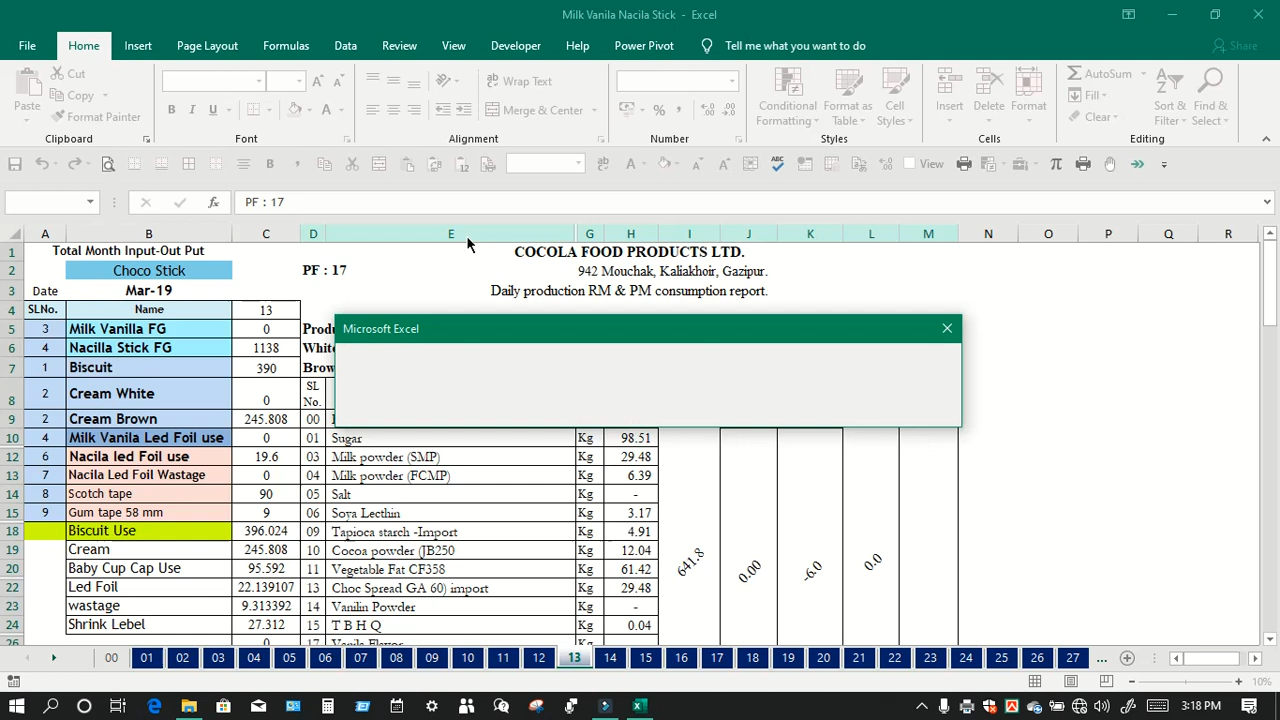 Milk Vanila Nacila Stick - Excel
File Home Insert Page Layout Formulas Data Review View Developer Help Power Pivot Tell me what you want to do Share
Paste Cut Copy Format Painter Clipboard
B I U A A A Font
ab Wrap Text Merge & Center Alignment
% , .0 .00 Number
Conditional Formatting Format as Table Cell Styles Styles
Insert Delete Format Cells
AutoSum Fill Clear Sort & Filter Find & Select Editing
View
fx PF : 17
A B C D E G H I J K L M N O P Q R
1 Total Month Input-Out Put COCOLA FOOD PRODUCTS LTD.
2 Choco Stick PF : 17 942 Mouchak, Kaliakhoir, Gazipur.
3 Date Mar-19 Daily production RM & PM consumption report.
4 SLNo. Name 13
5 3 Milk Vanilla FG 0 Produ
6 4 Nacilla Stick FG 1138 White
7 1 Biscuit 390 Brow
8 2 Cream White 0 SL No.
9 2 Cream Brown 245.808 00
10 4 Milk Vanila Led Foil use 0 01 Sugar Kg 98.51
12 6 Nacila led Foil use 19.6 03 Milk powder (SMP) Kg 29.48
13 7 Nacila Led Foil Wastage 0 04 Milk powder (FCMP) Kg 6.39
14 8 Scotch tape 90 05 Salt Kg -
15 9 Gum tape 58 mm 9 06 Soya Lecthin Kg 3.17
18 Biscuit Use 396.024 09 Tapioca starch -Import Kg 4.91
19 Cream 245.808 10 Cocoa powder (JB250 Kg 12.04
20 Baby Cup Cap Use 95.592 11 Vegetable Fat CF358 Kg 61.42
22 Led Foil 22.139107 13 Choc Spread GA 60) import Kg 29.48
23 wastage 9.313392 14 Vanilin Powder Kg -
24 Shrink Lebel 27.312 15 T B H Q Kg 0.04
26 0 17 Vanila Flavor Kg
641.8 0.00 -6.0 0.0
Microsoft Excel
00 01 02 03 04 05 06 07 08 09 10 11 12 13 14 15 16 17 18 19 20 21 22 23 24 25 26 27 ...
10%
3:18 PM